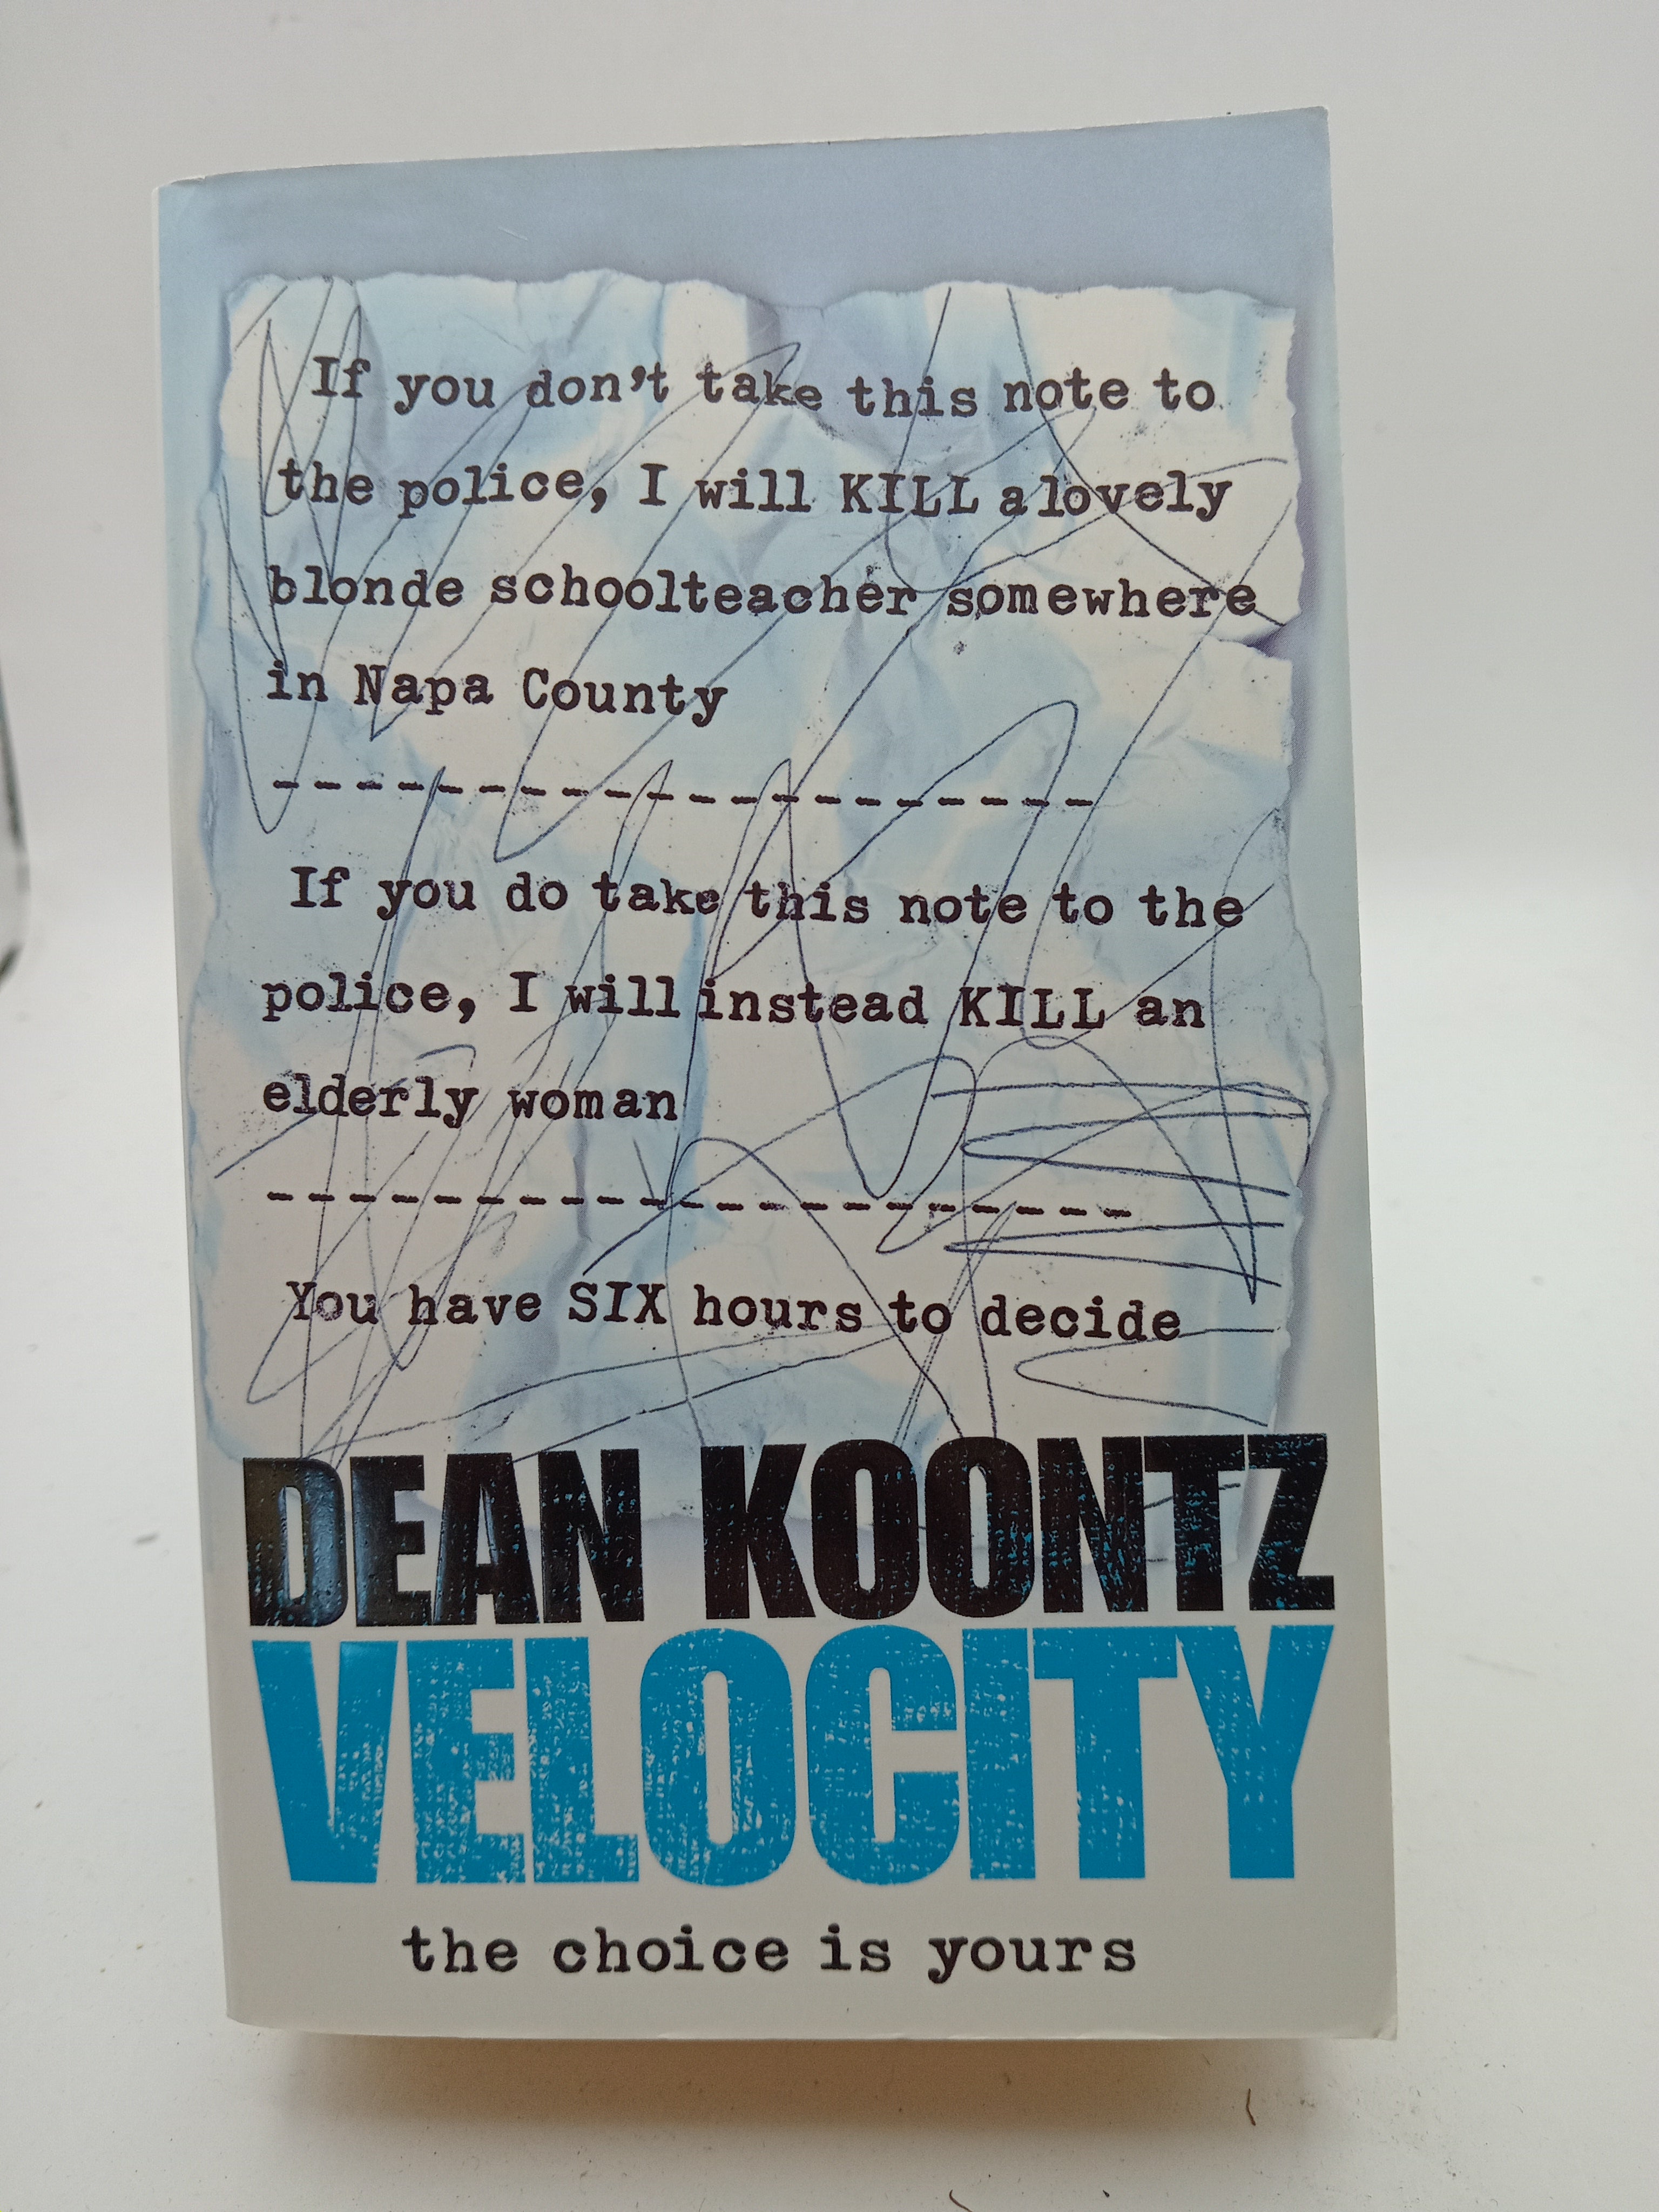 If you don't take this note to
the police, I will KILL a lovely
blonde schoolteacher somewhere
in Napa County
--------------------
If you do take this note to the
police, I will instead KILL an
elderly woman
---------------------
You have SIX hours to decide
DEAN KOONTZ
VELOCITY
the choice is yours